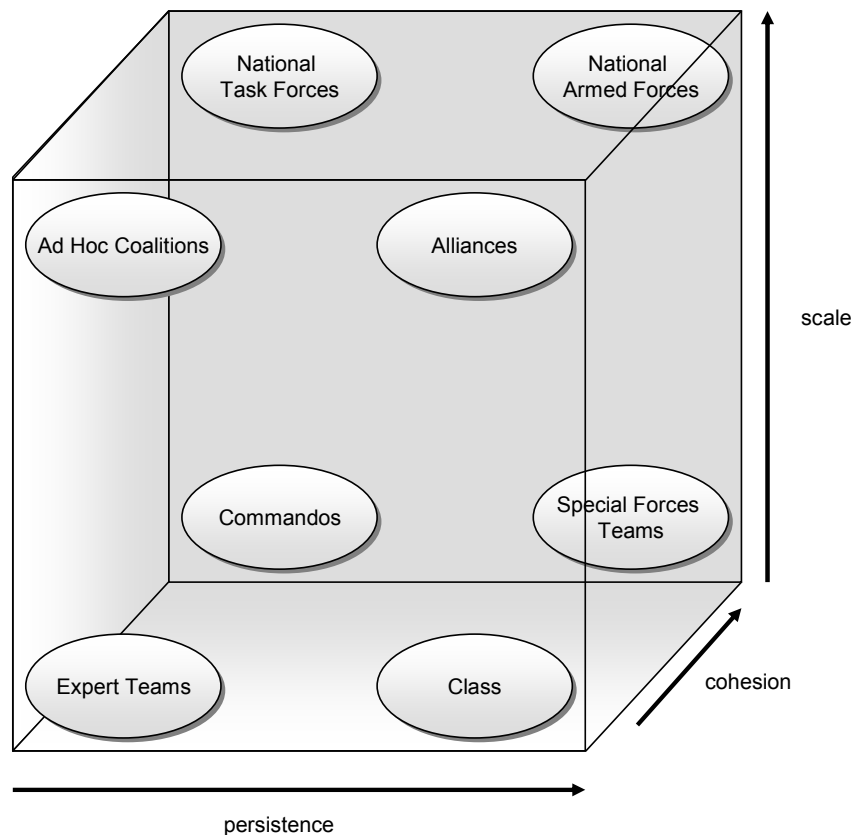 National
Task Forces
National
Armed Forces
Ad Hoc Coalitions
Alliances
scale
Commandos
Special Forces
Teams
Expert Teams
Class
cohesion
persistence